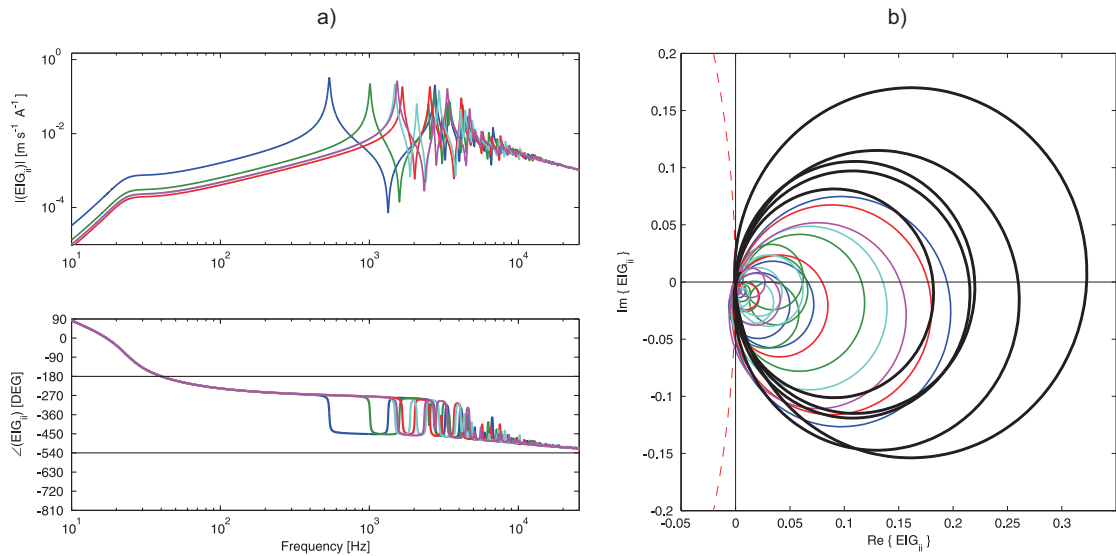 a)
|(EIG_ii)| [m s^-1 A^-1]
10^0
10^-2
10^-4
10^1 10^2 10^3 10^4
∠(EIG_ii) [DEG]
90
0
-90
-180
-270
-360
-450
-540
-630
-720
-810
10^1 10^2 10^3 10^4
Frequency [Hz]
b)
Im { EIG_ii }
0.2
0.15
0.1
0.05
0
-0.05
-0.1
-0.15
-0.2
-0.05 0 0.05 0.1 0.15 0.2 0.25 0.3
Re { EIG_ii }